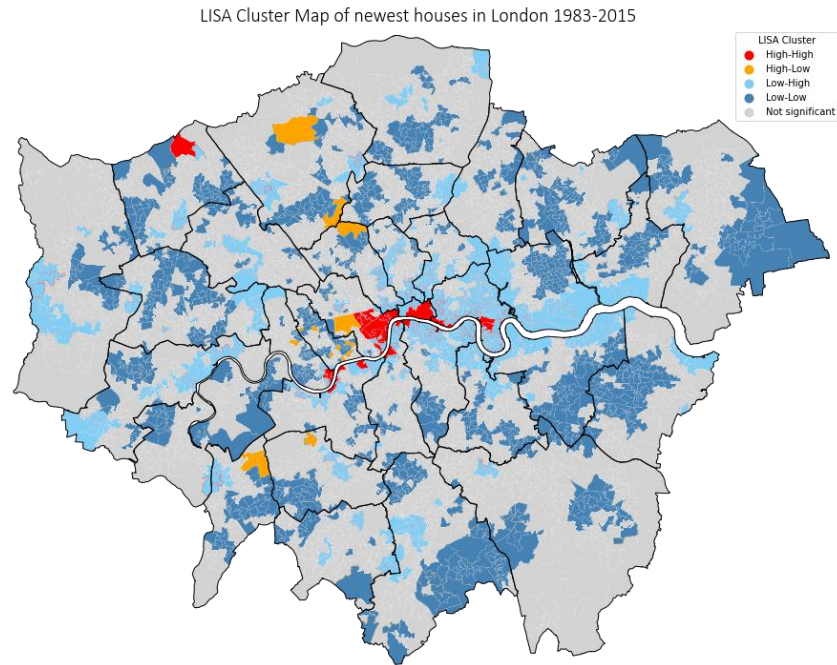 LISA Cluster Map of newest houses in London 1983-2015
LISA Cluster
High-High
High-Low
Low-High
Low-Low
Not significant